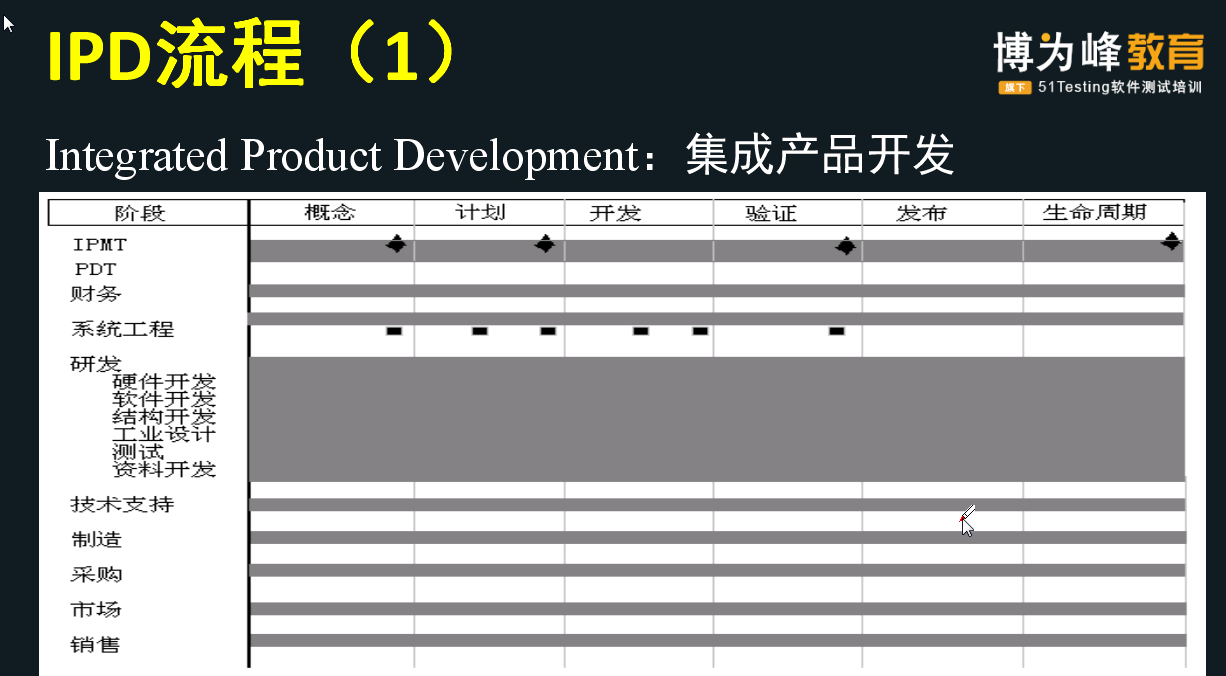 IPD流程（1）
博为峰教育
旗下 51Testing软件测试培训
Integrated Product Development：集成产品开发
阶段 概念 计划 开发 验证 发布 生命周期
IPMT
PDT
财务
系统工程
研发
硬件开发
软件开发
结构开发
工业设计
测试
资料开发
技术支持
制造
采购
市场
销售